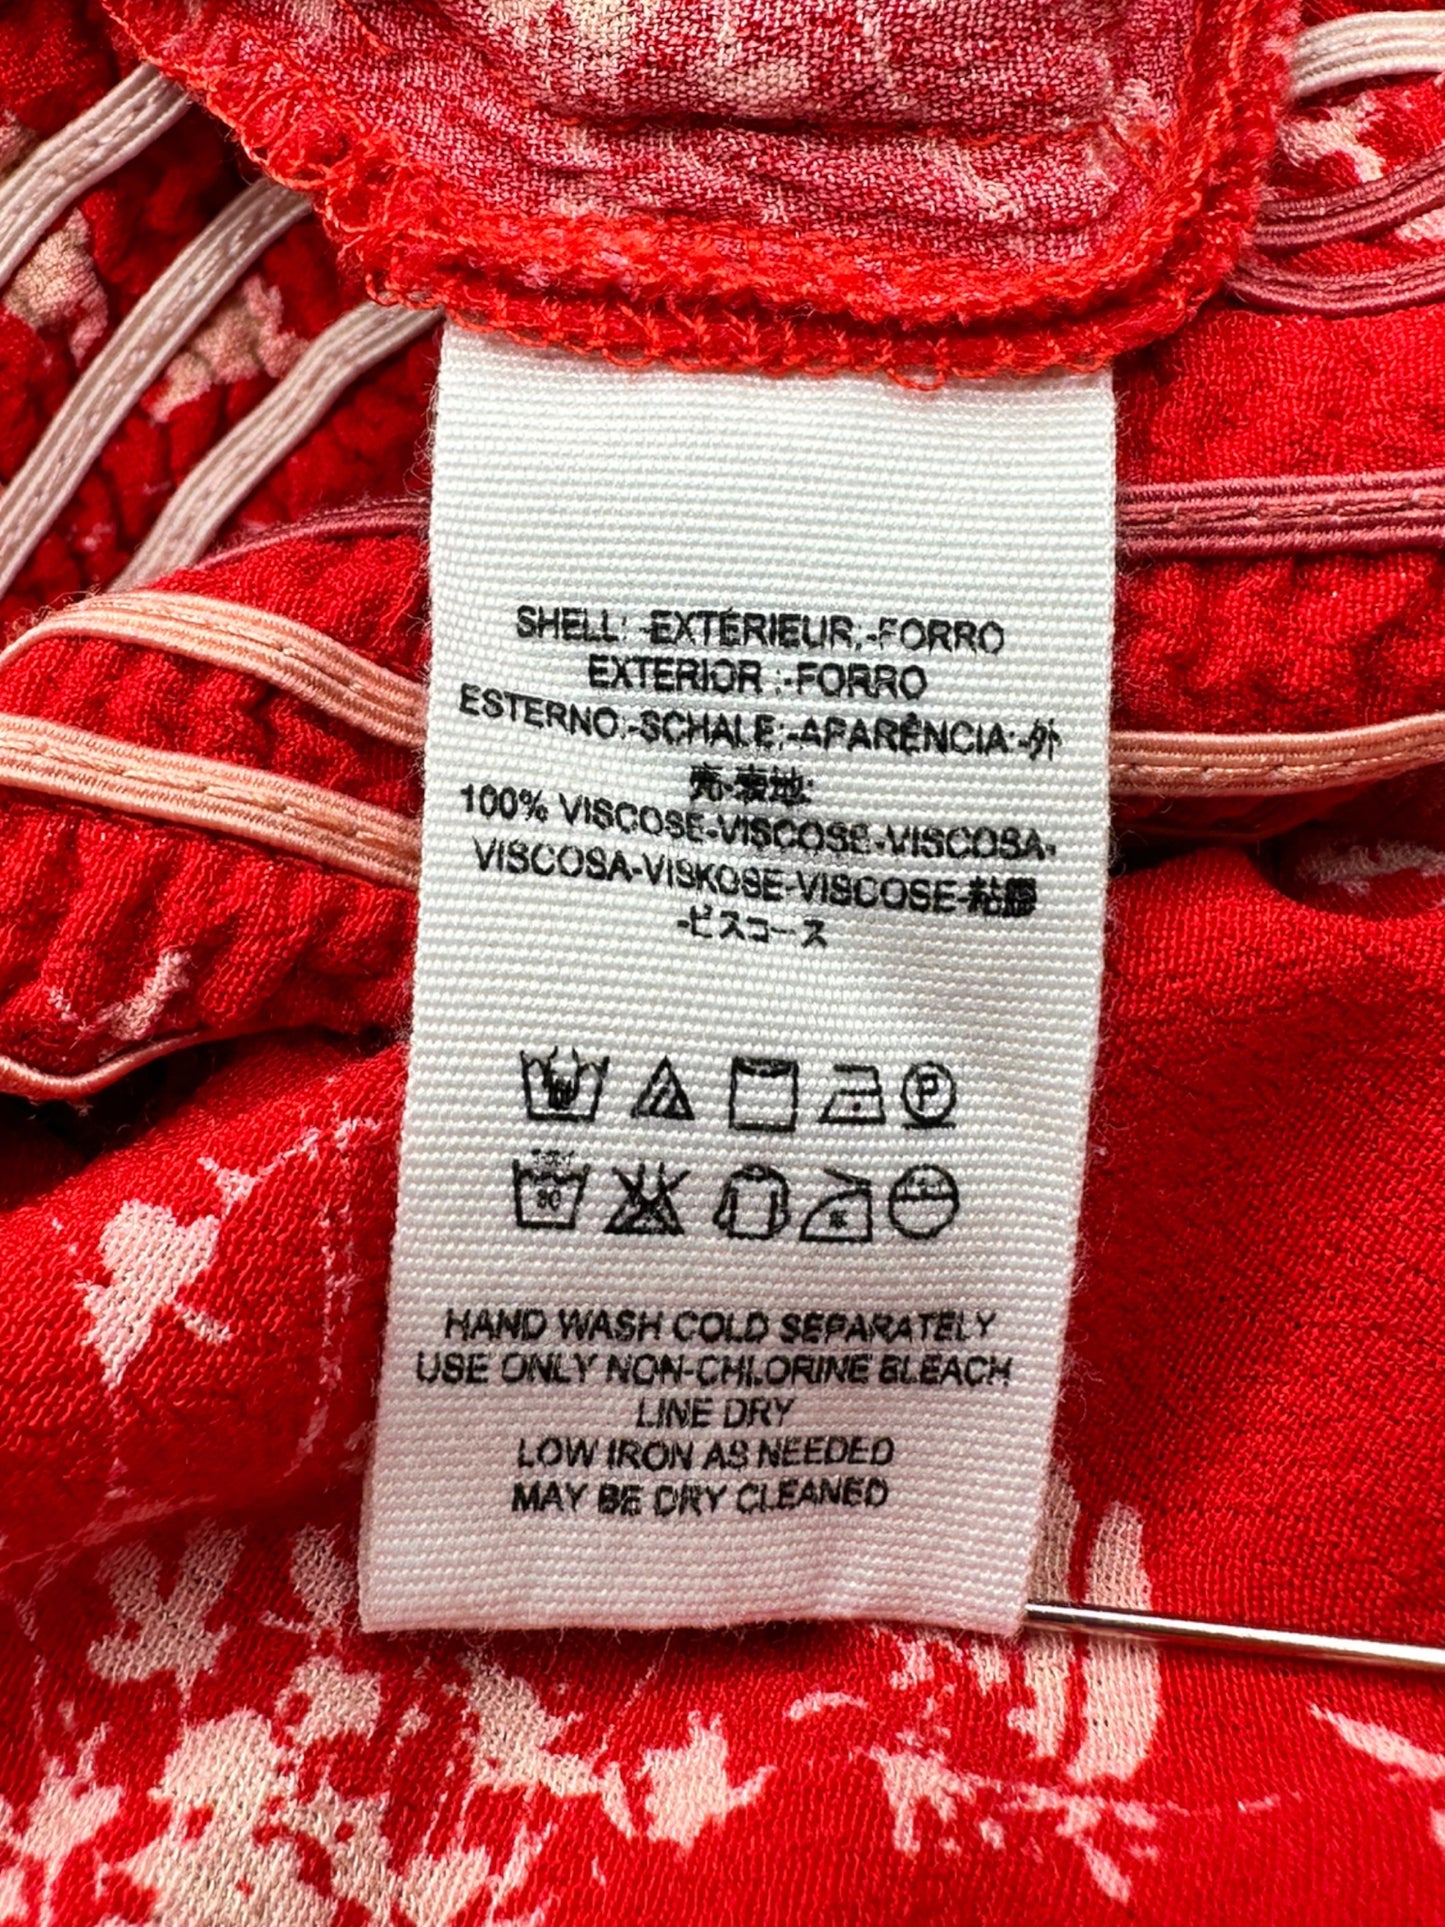 SHELL:-EXTÉRIEUR:-FORRO
EXTERIOR :-FORRO
ESTERNO:-SCHALE:-APARÊNCIA:-外
売-表地:
100% VISCOSE-VISCOSE-VISCOSA-
VISCOSA-VISKOSE-VISCOSE-粘膠
-ビスコース
P
HAND WASH COLD SEPARATELY
USE ONLY NON-CHLORINE BLEACH
LINE DRY
LOW IRON AS NEEDED
MAY BE DRY CLEANED